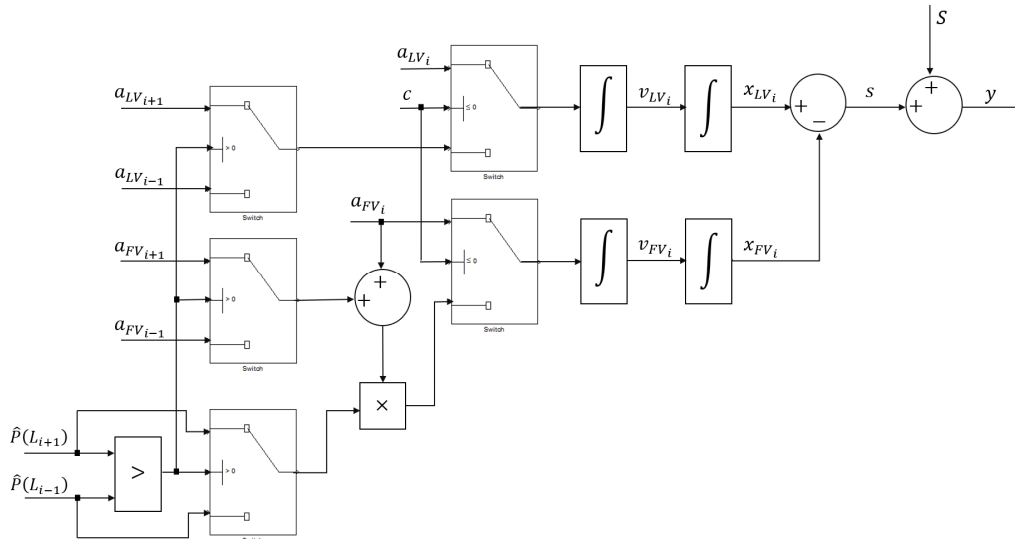 S
a_{LV_i}
a_{LV_{i+1}}
c
≤ 0
∫
v_{LV_i}
∫
x_{LV_i}
+
−
s
+
+
y
> 0
a_{LV_{i-1}}
Switch
Switch
a_{FV_i}
a_{FV_{i+1}}
+
+
≤ 0
∫
v_{FV_i}
∫
x_{FV_i}
> 0
a_{FV_{i-1}}
Switch
Switch
×
P̂(L_{i+1})
>
> 0
P̂(L_{i-1})
Switch